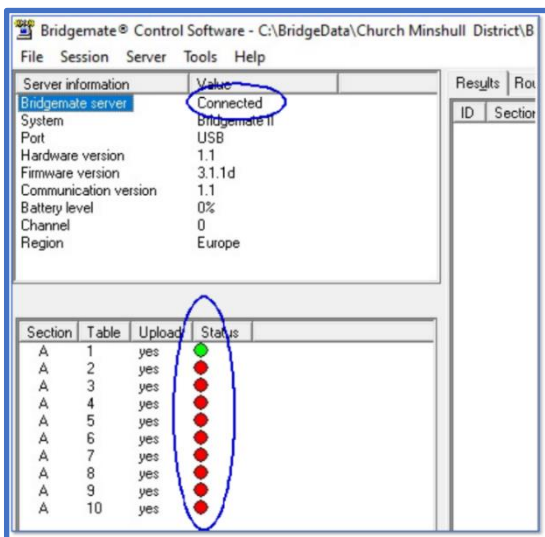 Bridgemate® Control Software - C:\BridgeData\Church Minshull District\B
File Session Server Tools Help
Server information Value
Bridgemate server Connected
System Bridgemate II
Port USB
Hardware version 1.1
Firmware version 3.1.1d
Communication version 1.1
Battery level 0%
Channel 0
Region Europe
Results Rou
ID Section
Section Table Upload Status
A 1 yes
A 2 yes
A 3 yes
A 4 yes
A 5 yes
A 6 yes
A 7 yes
A 8 yes
A 9 yes
A 10 yes